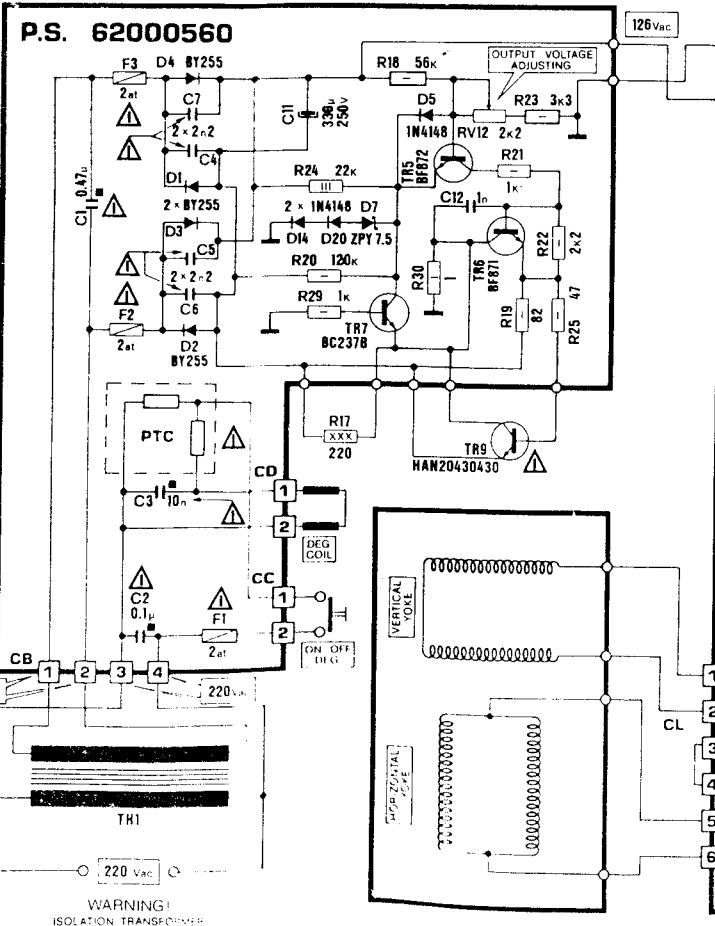 P.S. 62000560
126Vac
F3
2at
D4 BY255
C7
2×2n2
C4
D1
2×BY255
D3
C5
2×2n2
C6
F2
2at
D2
BY255
C1 0.47µ
C11
330µ
250V
R18 56K
OUTPUT VOLTAGE
ADJUSTING
D5
1N4148
RV12
2K2
R23 3K3
TR5
BF872
R21
1K
R24 22K
2 × 1N4148 D7
D14 D20 ZPY 7.5
C12 1n
TR6
BF871
R22
2K2
R20 120K
R29 1K
R30
1
TR7
BC237B
R19
82
R25
47
PTC
R17
XXX
220
TR9
HAN20430430
C3 10n
CD
1
2
DEG
COIL
CC
1
2
ON OFF
DEG
C2
0.1µ
F1
2at
CB
1
2
3
4
220Vac
TR1
220 Vac
WARNING!
ISOLATION TRANSFORMER
VERTICAL
YOKE
HORIZONTAL
YOKE
CL
1
2
3
4
5
6